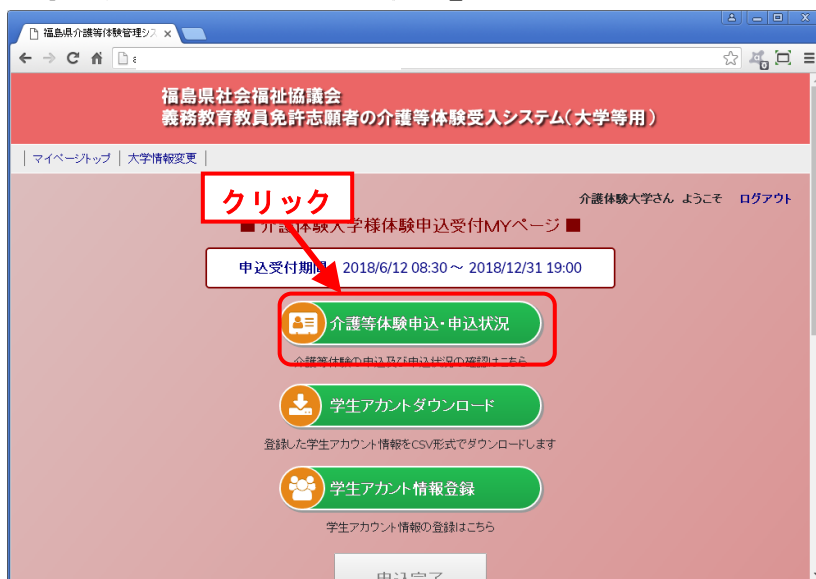 福島県介護等体験管理シス
福島県社会福祉協議会
義務教育教員免許志願者の介護等体験受入システム(大学等用)
マイページトップ | 大学情報変更 |
クリック
介護体験大学さん ようこそ ログアウト
■ 介護体験大学様体験申込受付MYページ ■
申込受付期間 2018/6/12 08:30 ～ 2018/12/31 19:00
介護等体験申込・申込状況
介護等体験の申込及び申込状況の確認はこちら
学生アカントダウンロード
登録した学生アカウント情報をCSV形式でダウンロードします
学生アカント情報登録
学生アカウント情報の登録はこちら
申込完了